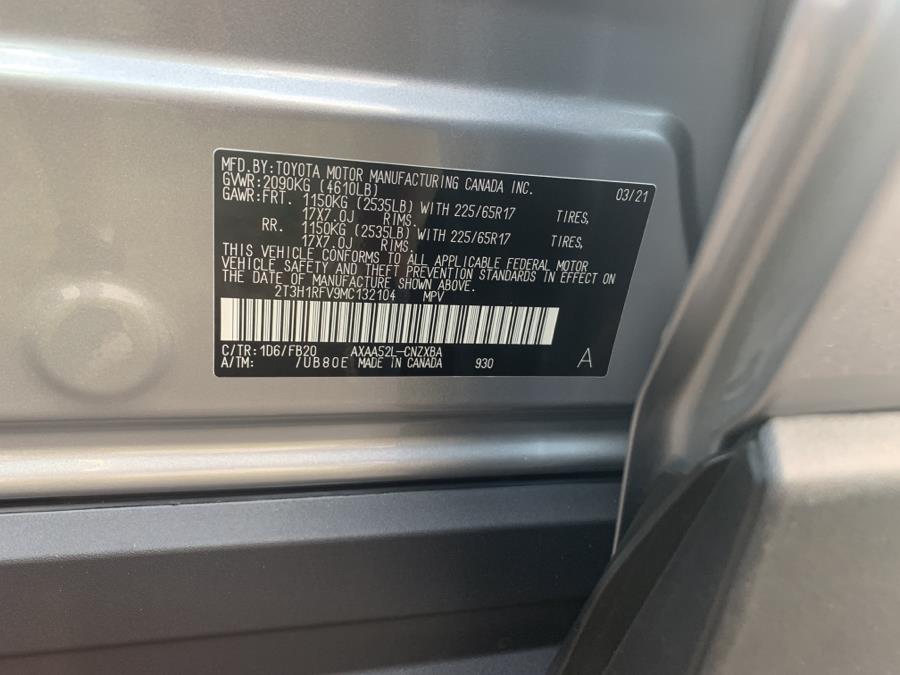 MFD.BY:TOYOTA MOTOR MANUFACTURING CANADA INC.
GVWR:2090KG (4610LB) 03/21
GAWR:FRT. 1150KG (2535LB) WITH 225/65R17 TIRES,
17X7.0J RIMS.
RR. 1150KG (2535LB) WITH 225/65R17 TIRES,
17X7.0J RIMS.
THIS VEHICLE CONFORMS TO ALL APPLICABLE FEDERAL MOTOR
VEHICLE SAFETY AND THEFT PREVENTION STANDARDS IN EFFECT ON
THE DATE OF MANUFACTURE SHOWN ABOVE.
2T3H1RFV9MC132104 MPV
C/TR:1D6/FB20 AXAA52L-CNZXBA
A/TM: /UB80E MADE IN CANADA 930 A